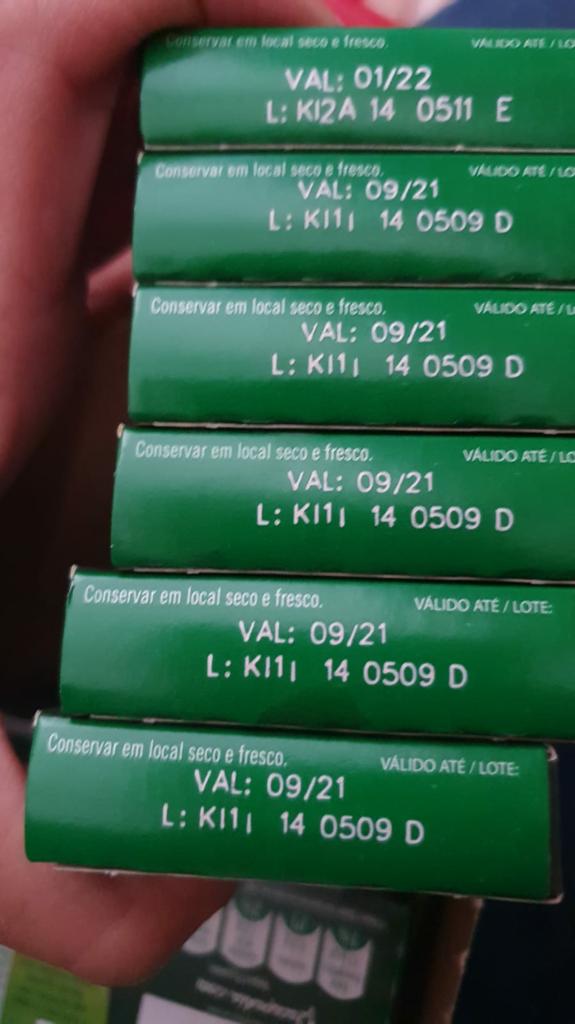 Conservar em local seco e fresco. VÁLIDO ATÉ / LO
VAL: 01/22
L: KI2A 14 0511 E
Conservar em local seco e fresco. VÁLIDO ATÉ / LO
VAL: 09/21
L: KI1I 14 0509 D
Conservar em local seco e fresco. VÁLIDO ATÉ / L
VAL: 09/21
L: KI1I 14 0509 D
Conservar em local seco e fresco. VÁLIDO ATÉ / LO
VAL: 09/21
L: KI1I 14 0509 D
Conservar em local seco e fresco. VÁLIDO ATÉ / LOTE:
VAL: 09/21
L: KI1I 14 0509 D
Conservar em local seco e fresco. VÁLIDO ATÉ / LOTE:
VAL: 09/21
L: KI1I 14 0509 D